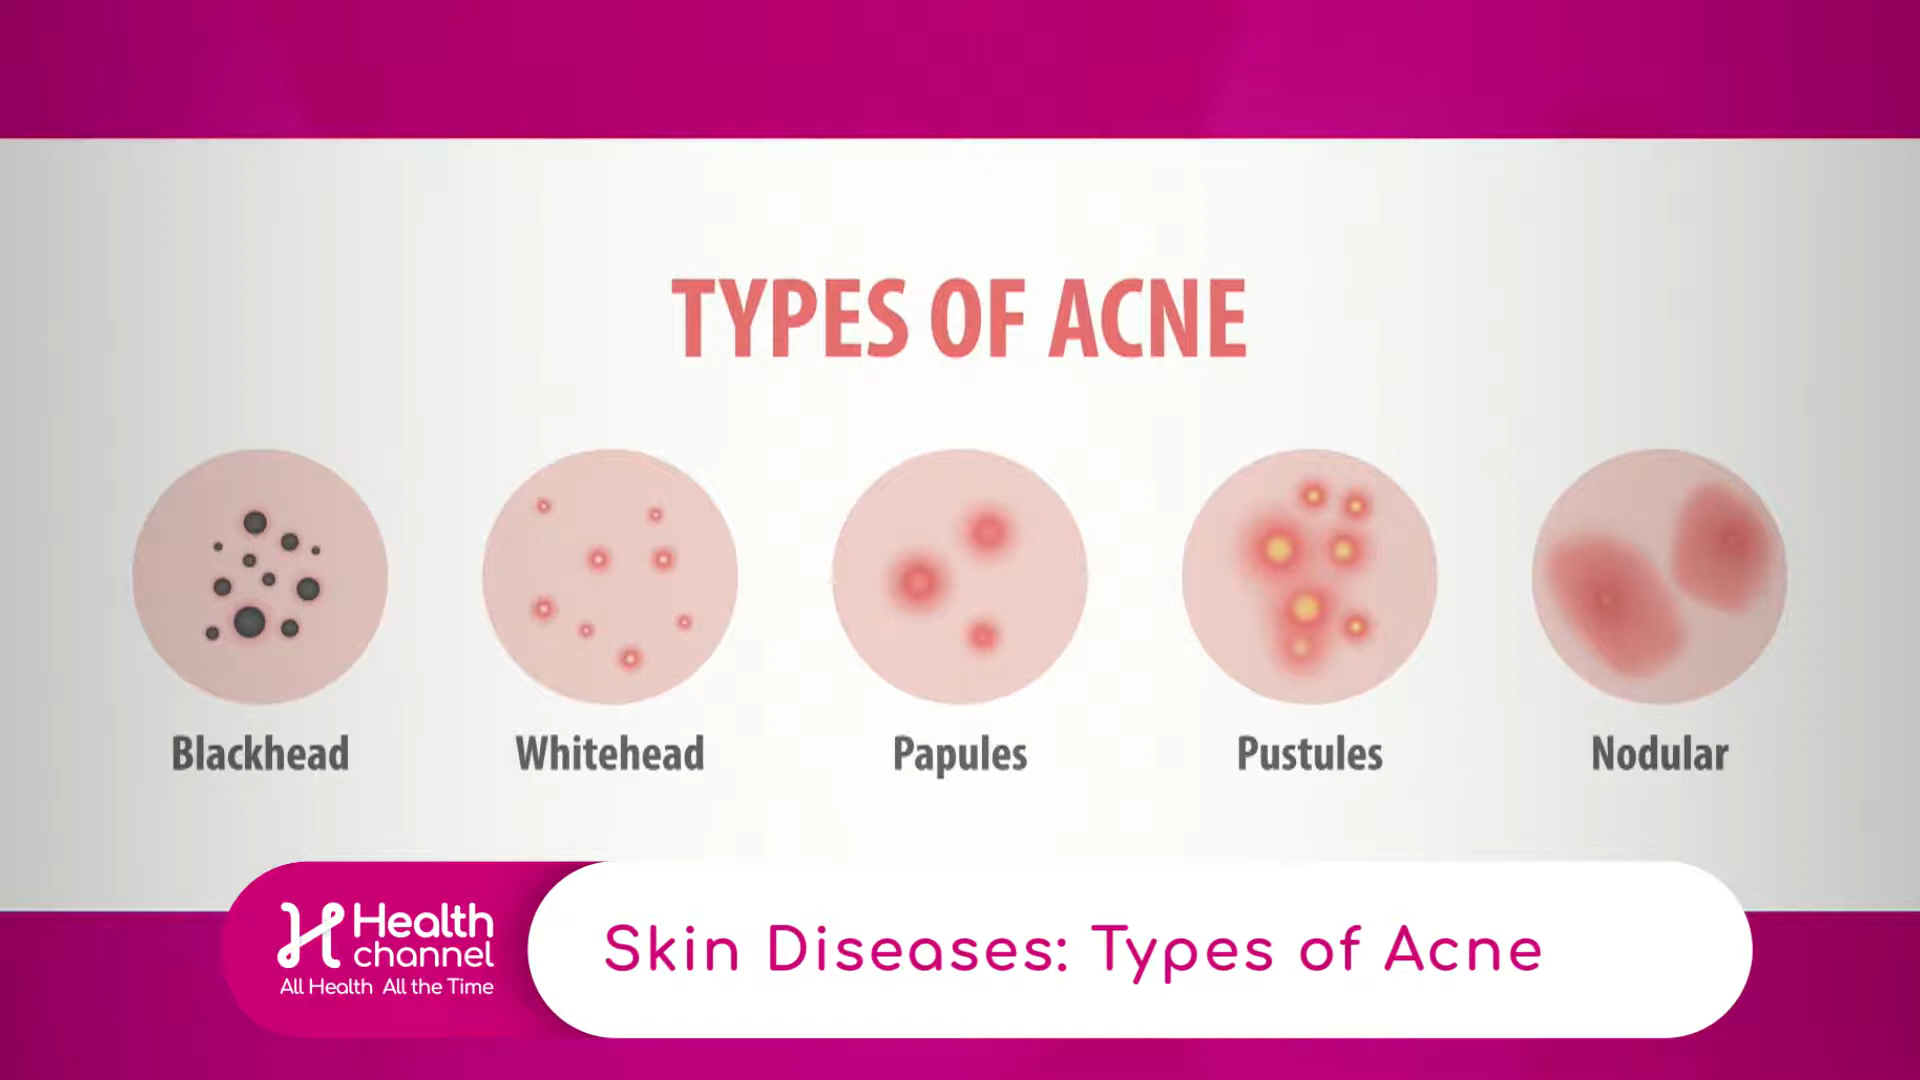 TYPES OF ACNE
Blackhead
Whitehead
Papules
Pustules
Nodular
Health
channel
All Health All the Time
Skin Diseases: Types of Acne